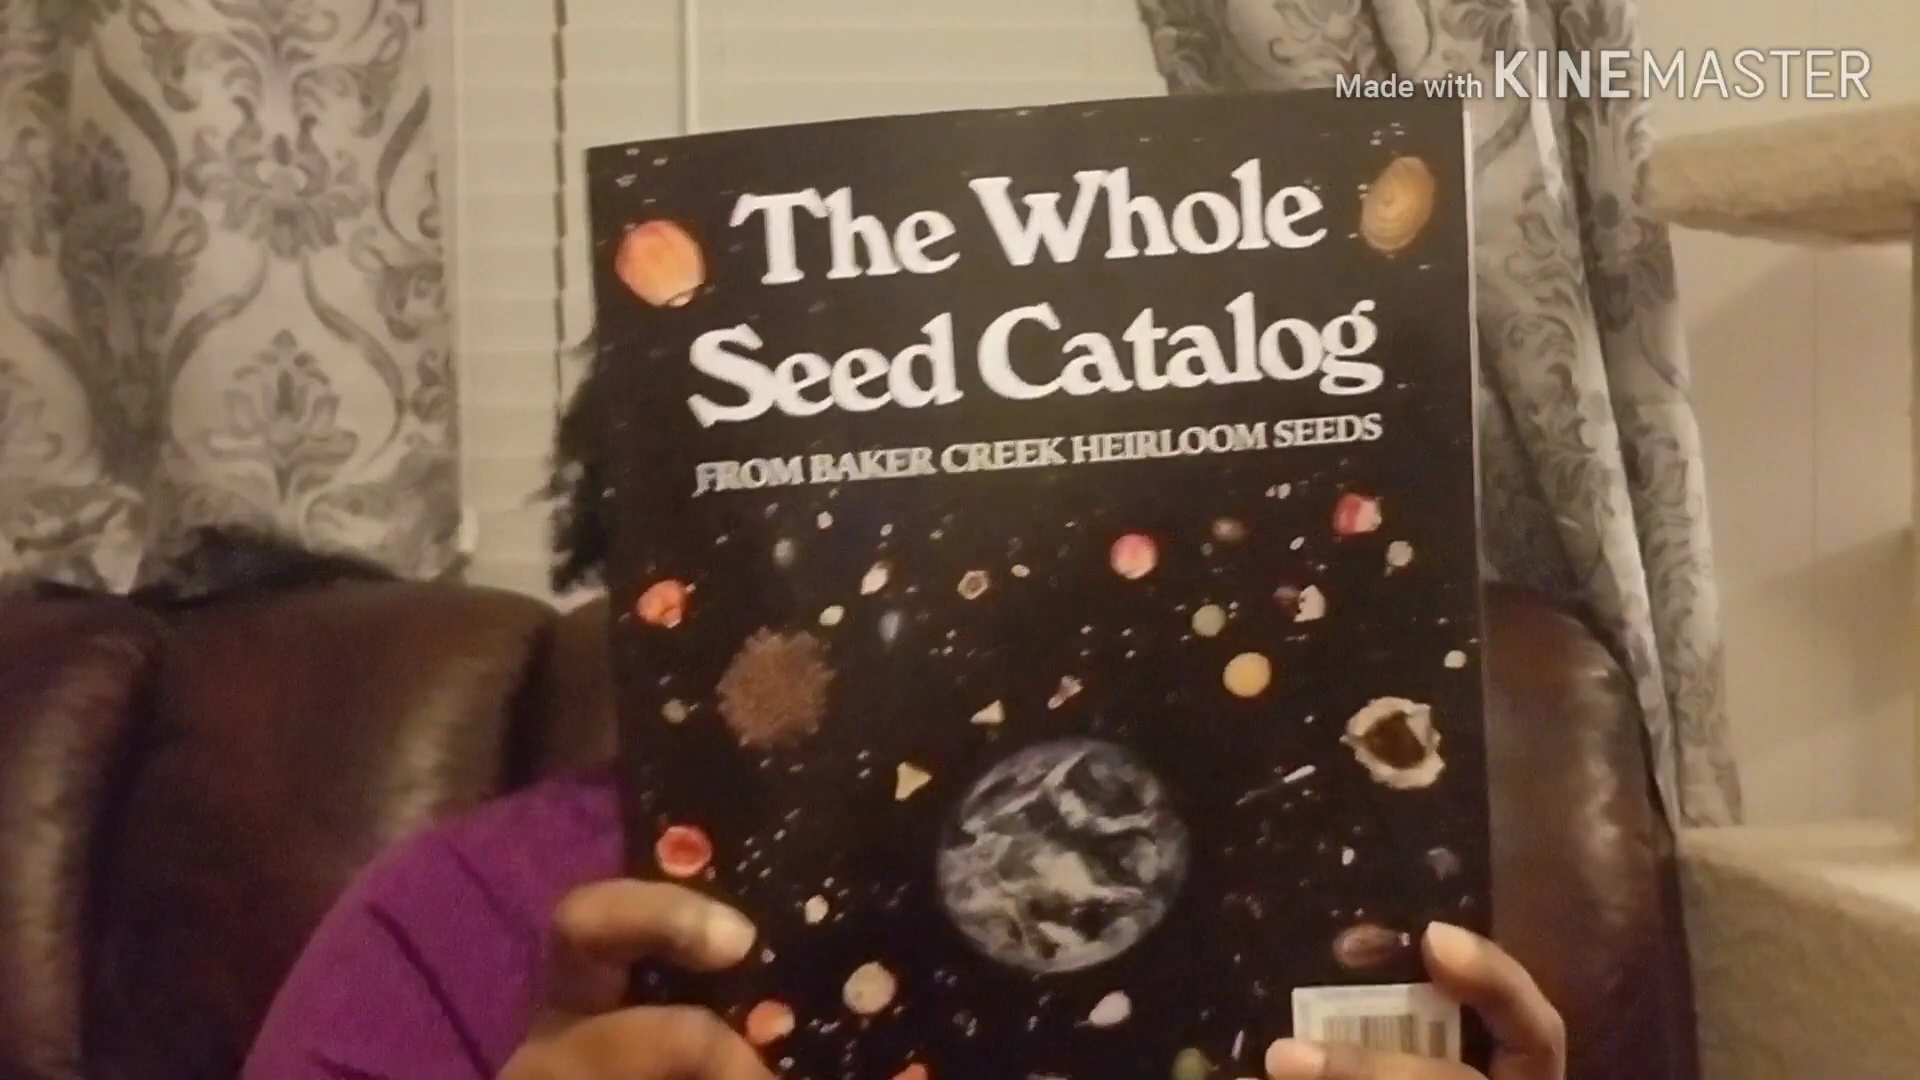 Made with KINEMASTER
The Whole
Seed Catalog
FROM BAKER CREEK HEIRLOOM SEEDS